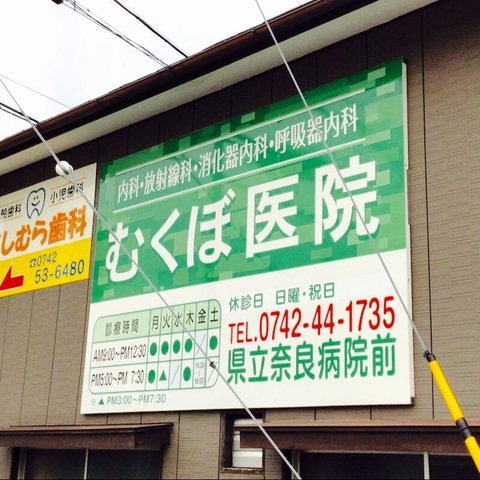 小児歯科
しむら歯科
☎0742
53-6480
内科・放射線科・消化器内科・呼吸器内科
むくぼ医院
休診日 日曜・祝日
TEL.0742-44-1735
県立奈良病院前
診療時間 月 火 水 木 金 土
AM9:00~PM12:30 ● ● ● ●
PM5:00~PM 7:30 ● ▲ ●
※ ▲ PM3:00~PM7:30